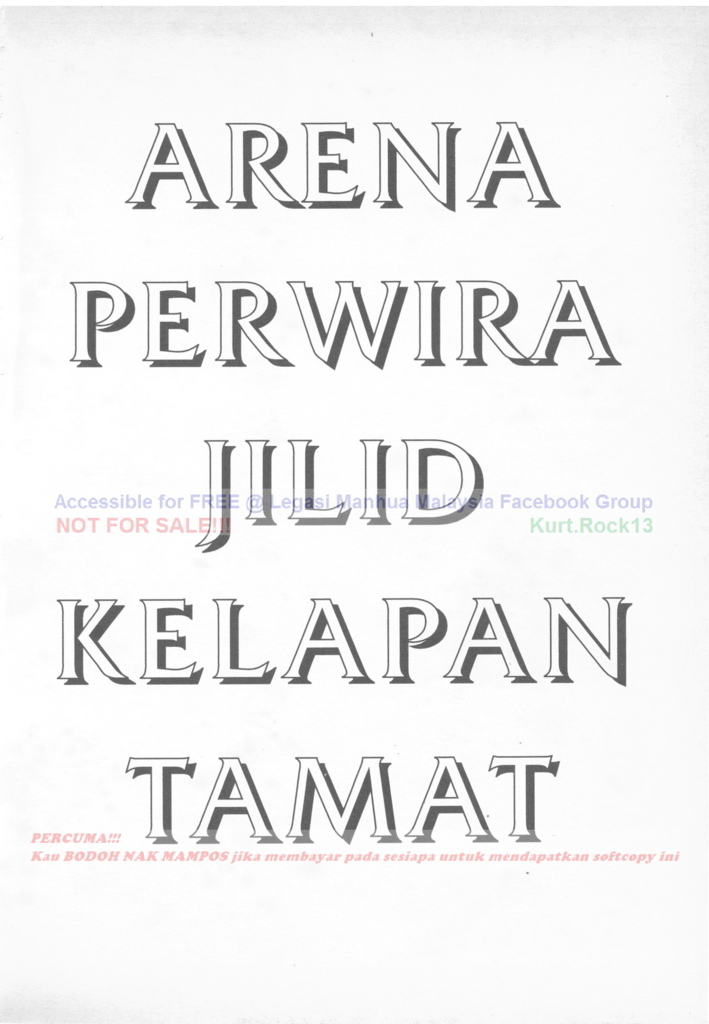 ARENA
PERWIRA
JILID
Accessible for FREE @ Legasi Manhua Malaysia Facebook Group
NOT FOR SALE!!! Kurt.Rock13
KELAPAN
TAMAT
PERCUMA!!!
Kau BODOH NAK MAMPOS jika membayar pada sesiapa untuk mendapatkan softcopy ini